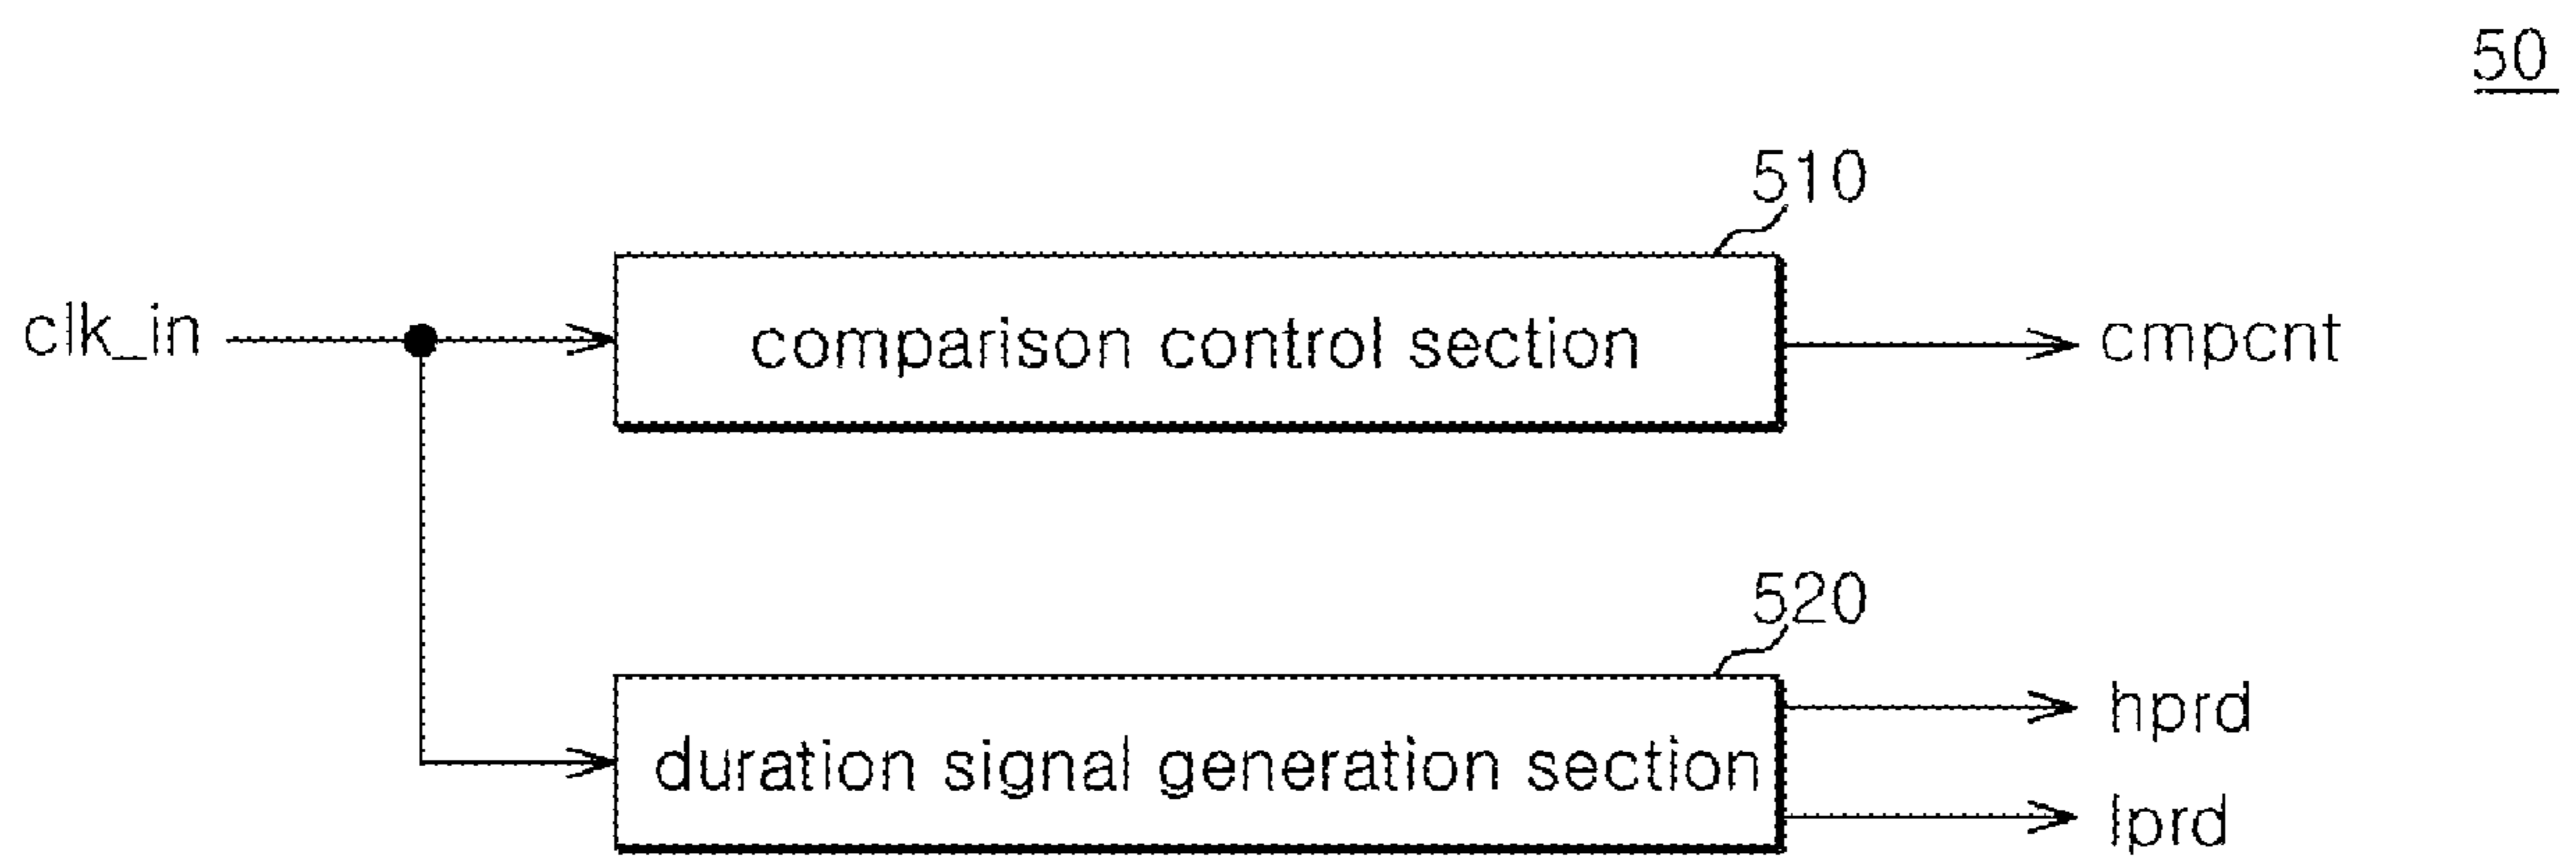 50
510
clk_in
comparison control section
cmpcnt
520
duration signal generation section
hprd
lprd